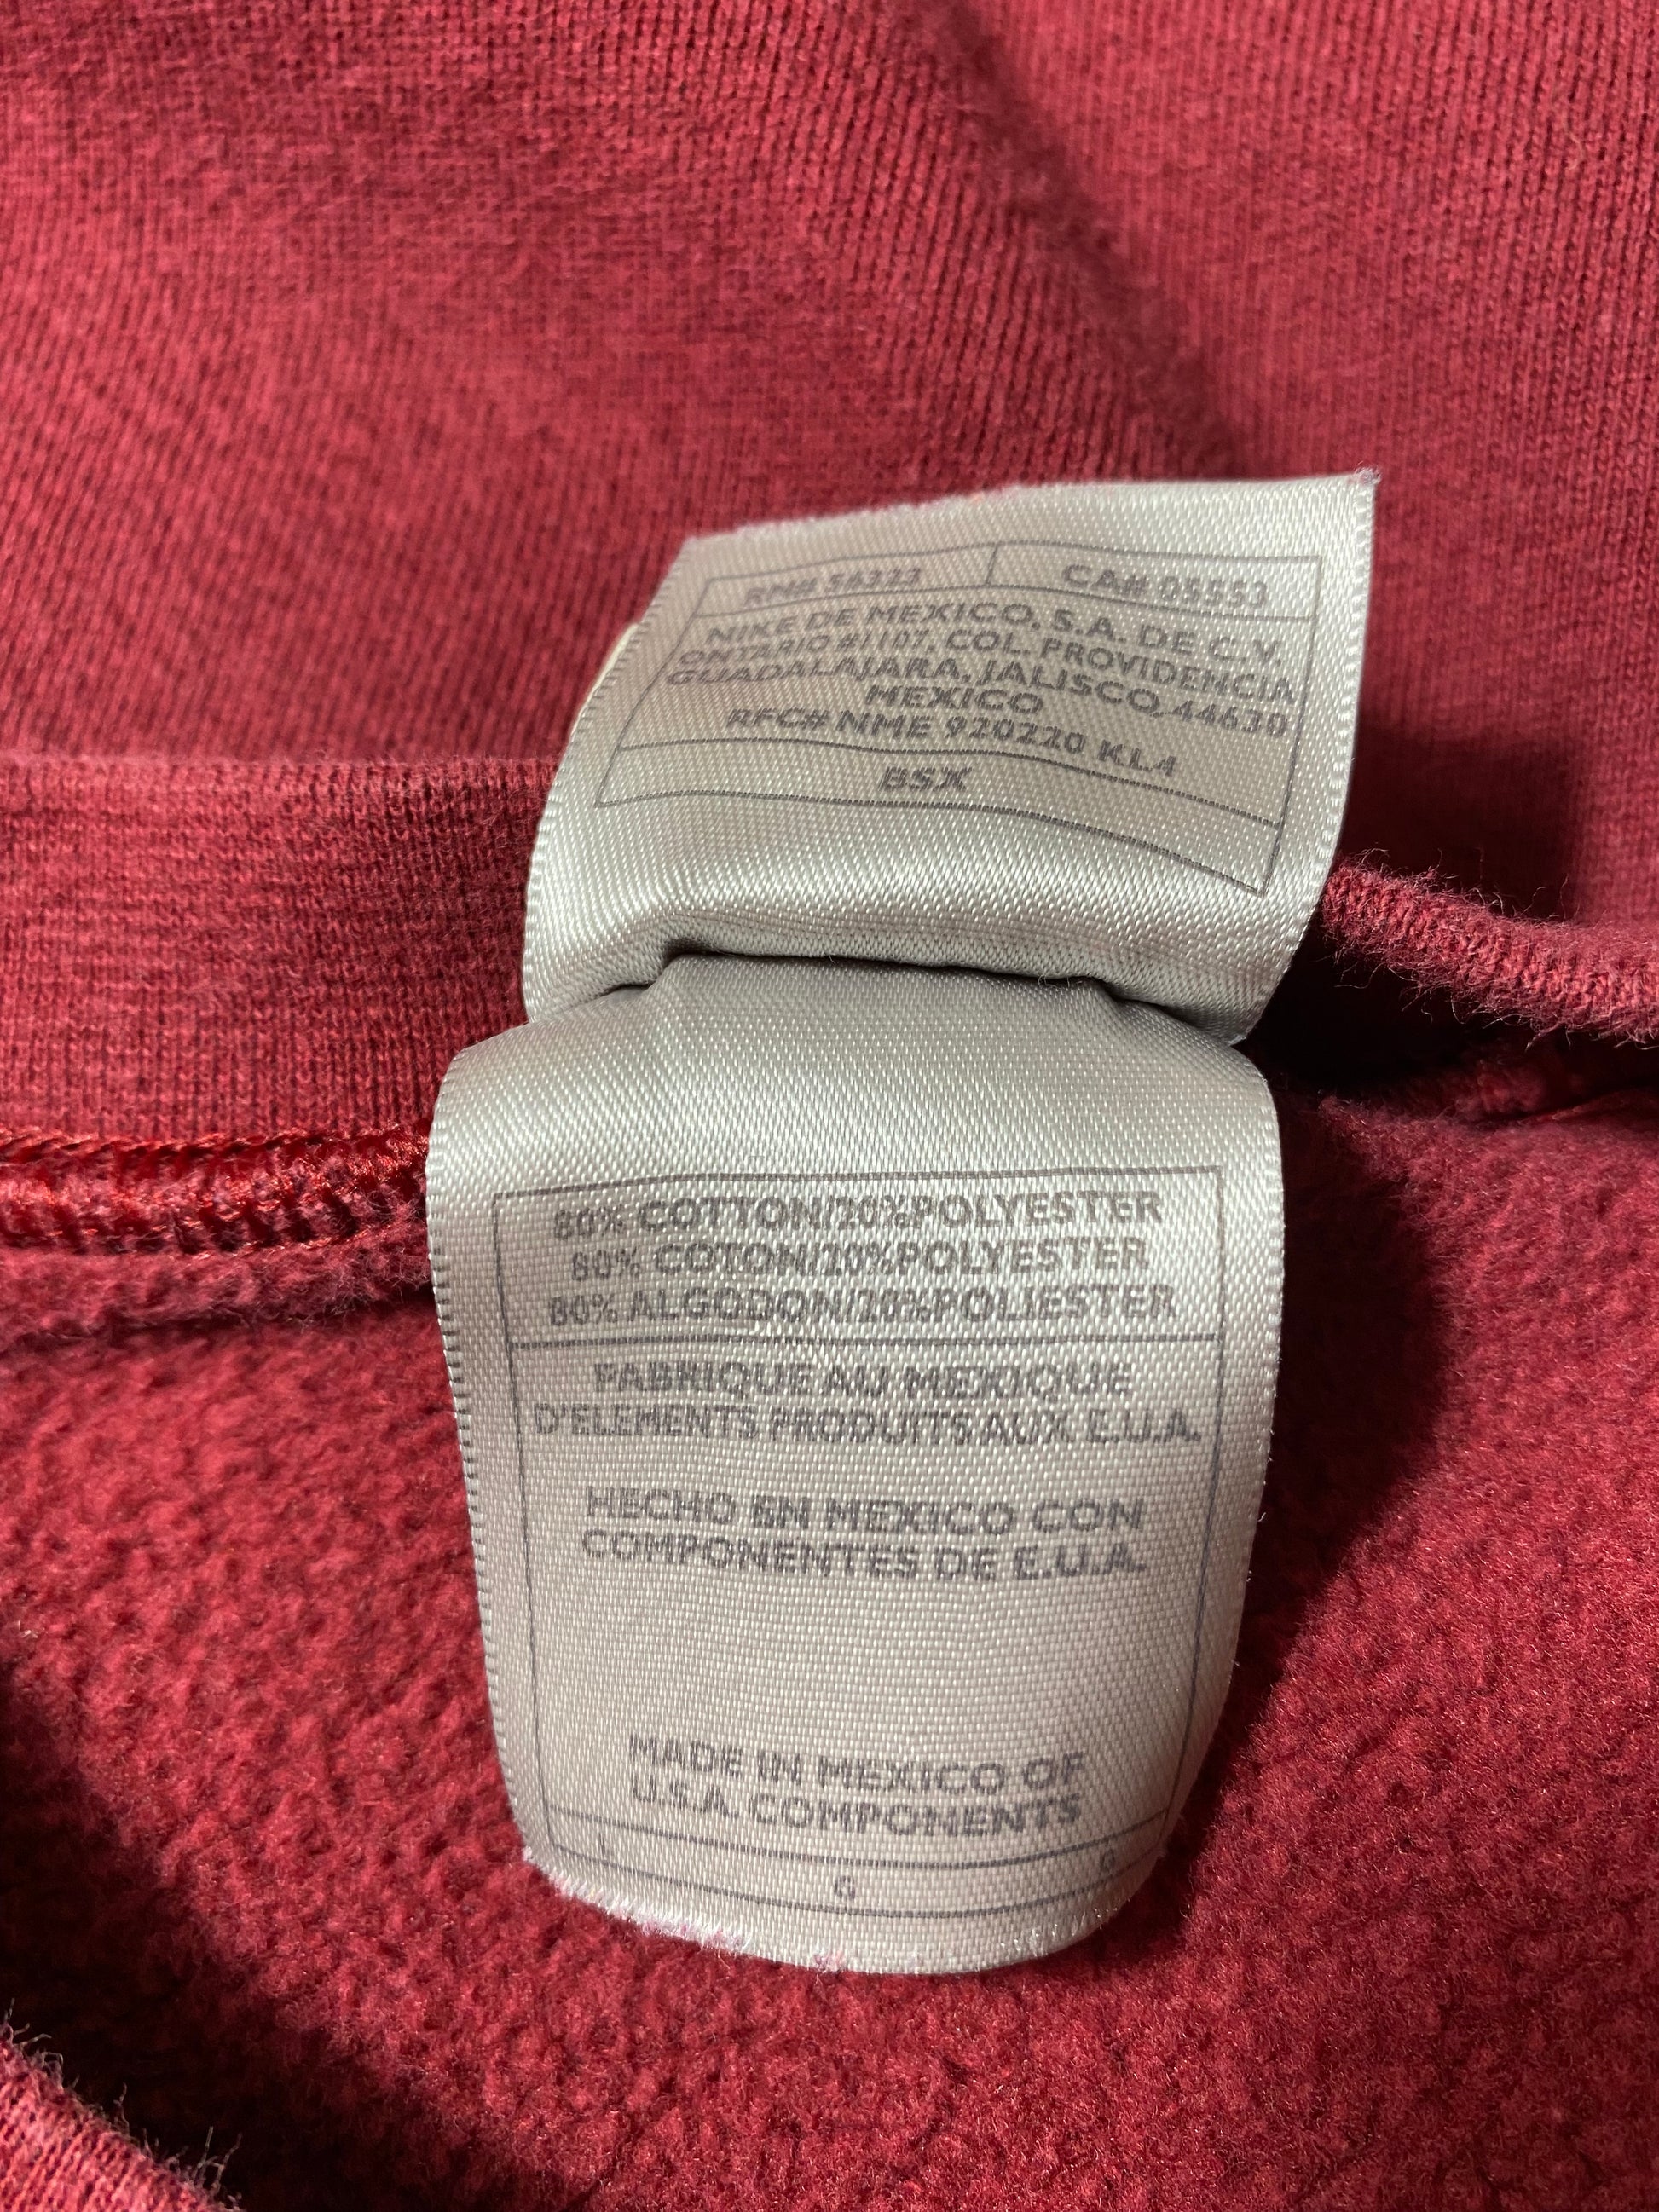 RN# 56323 CA# 05553
NIKE DE MEXICO, S.A. DE C.V.
ONTARIO #1107, COL. PROVIDENCIA
GUADALAJARA, JALISCO, 44630
MEXICO
RFC# NME 920220 KL4
BSX
80% COTTON/20%POLYESTER
80% COTON/20%POLYESTER
80% ALGODON/20%POLIESTER
FABRIQUE AU MEXIQUE
D'ELEMENTS PRODUITS AUX E.U.A.
HECHO EN MEXICO CON
COMPONENTES DE E.U.A.
MADE IN MEXICO OF
U.S.A. COMPONENTS
L G G